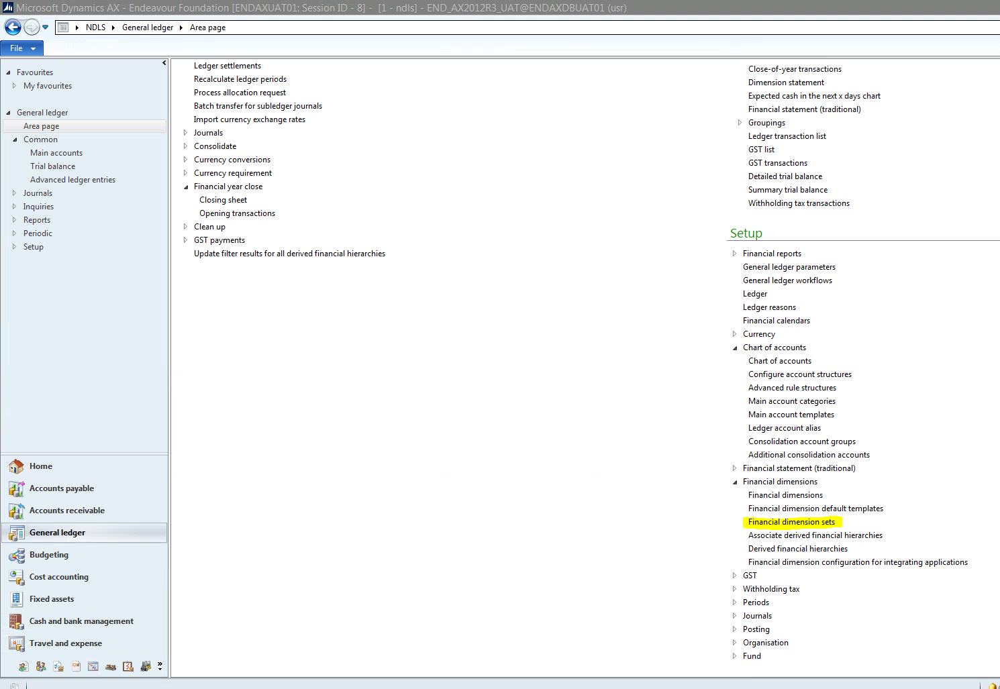 Microsoft Dynamics AX - Endeavour Foundation [ENDAXUAT01: Session ID - 8] - [1 - ndls] - END_AX2012R3_UAT@ENDAXDBUAT01 (usr)
NDLS General ledger Area page
File
Favourites
My favourites
General ledger
Area page
Common
Main accounts
Trial balance
Advanced ledger entries
Journals
Inquiries
Reports
Periodic
Setup
Home
Accounts payable
Accounts receivable
General ledger
Budgeting
Cost accounting
Fixed assets
Cash and bank management
Travel and expense
Ledger settlements
Recalculate ledger periods
Process allocation request
Batch transfer for subledger journals
Import currency exchange rates
Journals
Consolidate
Currency conversions
Currency requirement
Financial year close
Closing sheet
Opening transactions
Clean up
GST payments
Update filter results for all derived financial hierarchies
Close-of-year transactions
Dimension statement
Expected cash in the next x days chart
Financial statement (traditional)
Groupings
Ledger transaction list
GST list
GST transactions
Detailed trial balance
Summary trial balance
Withholding tax transactions
Setup
Financial reports
General ledger parameters
General ledger workflows
Ledger
Ledger reasons
Financial calendars
Currency
Chart of accounts
Chart of accounts
Configure account structures
Advanced rule structures
Main account categories
Main account templates
Ledger account alias
Consolidation account groups
Additional consolidation accounts
Financial statement (traditional)
Financial dimensions
Financial dimensions
Financial dimension default templates
Financial dimension sets
Associate derived financial hierarchies
Derived financial hierarchies
Financial dimension configuration for integrating applications
GST
Withholding tax
Periods
Journals
Posting
Organisation
Fund